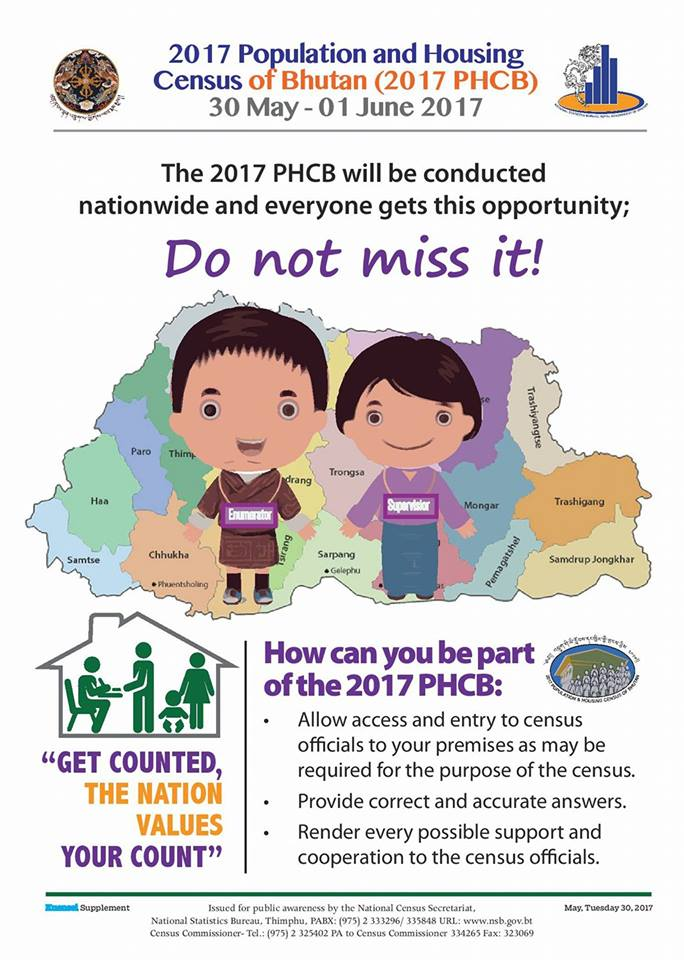 2017 Population and Housing
Census of Bhutan (2017 PHCB)
30 May - 01 June 2017
The 2017 PHCB will be conducted
nationwide and everyone gets this opportunity;
Do not miss it!
Paro
Haa
Samtse
Chhukha
Phuentsholing
Trongsa
Sarpang
Gelephu
Mongar
Trashiyangtse
Trashigang
Pemagatshel
Samdrup Jongkhar
Enumerator
Supervisior
"GET COUNTED,
THE NATION
VALUES
YOUR COUNT"
How can you be part
of the 2017 PHCB:
2017 POPULATION & HOUSING CENSUS OF BHUTAN
• Allow access and entry to census
officials to your premises as may be
required for the purpose of the census.
• Provide correct and accurate answers.
• Render every possible support and
cooperation to the census officials.
Kuensel Supplement
Issued for public awareness by the National Census Secretariat,
National Statistics Bureau, Thimphu, PABX: (975) 2 333296/ 335848 URL: www.nsb.gov.bt
Census Commissioner- Tel.: (975) 2 325402 PA to Census Commissioner 334265 Fax: 323069
May, Tuesday 30, 2017